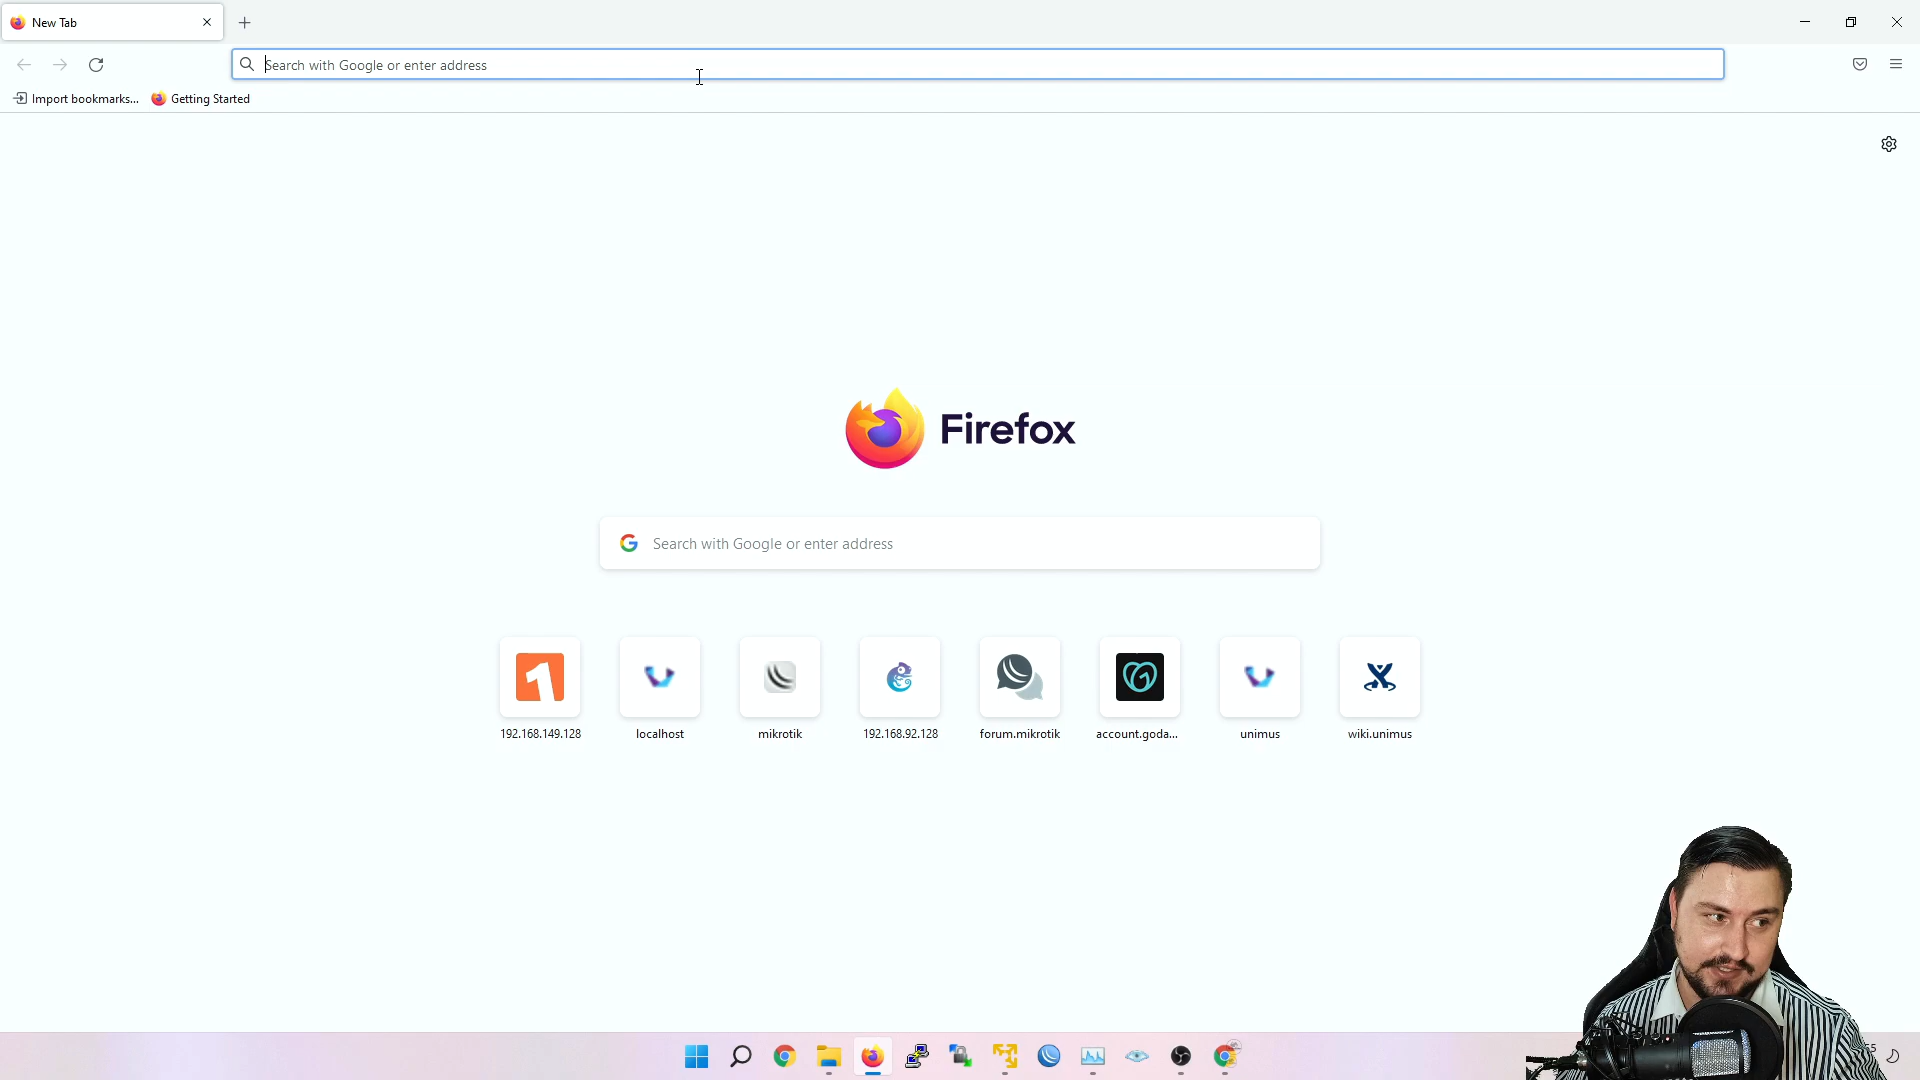 New Tab
Search with Google or enter address
Import bookmarks...
Getting Started
Firefox
Search with Google or enter address
192.168.149.128
localhost
mikrotik
192.168.92.128
forum.mikrotik
account.goda...
unimus
wiki.unimus